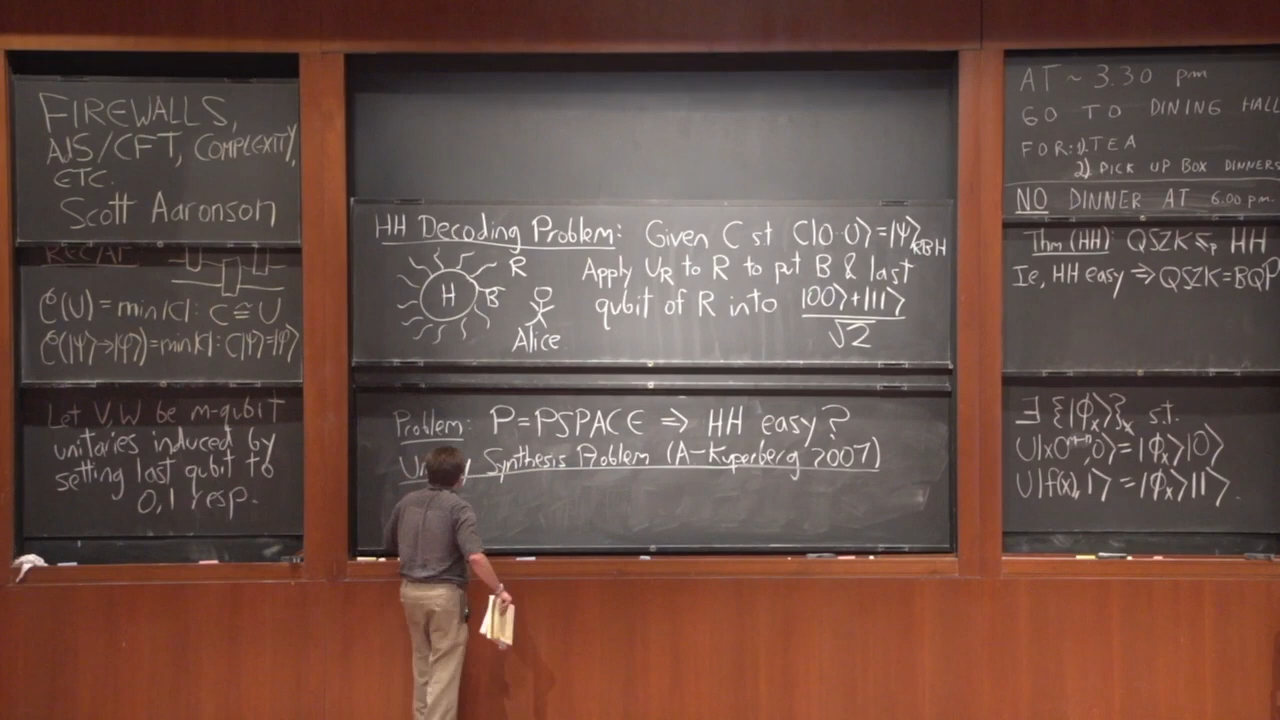 FIREWALLS,
AdS/CFT, COMPLEXITY,
ETC.
Scott Aaronson
Rec/AF:
C(U) = min|C|: C ≅ U
C(|Ψ⟩→|φ⟩)=min|C|: C|Ψ⟩=|φ⟩
Let V,W be m-qubit
unitaries induced by
setting last qubit to
0,1 resp.
HH Decoding Problem: Given C st C|0··0⟩=|Ψ⟩RBH
Apply UR to R to put B & last
qubit of R into |00⟩+|11⟩
√2
H
R
B
Alice
Problem: P=PSPACE ⇒ HH easy?
Synthesis Problem (A-Kuperberg 2007)
AT ~ 3.30 pm
GO TO DINING HALL
FOR: 1) TEA
2) PICK UP BOX DINNERS
NO DINNER AT 6.00 p.m.
Thm (HH): QSZK ≤p HH
Ie, HH easy ⇒ QSZK=BQP
∃ {|ϕx⟩}x s.t.
U|x0ᵐ⁻ⁿ,0⟩=|ϕx⟩|0⟩
U|f(x),1⟩=|ϕx⟩|1⟩.